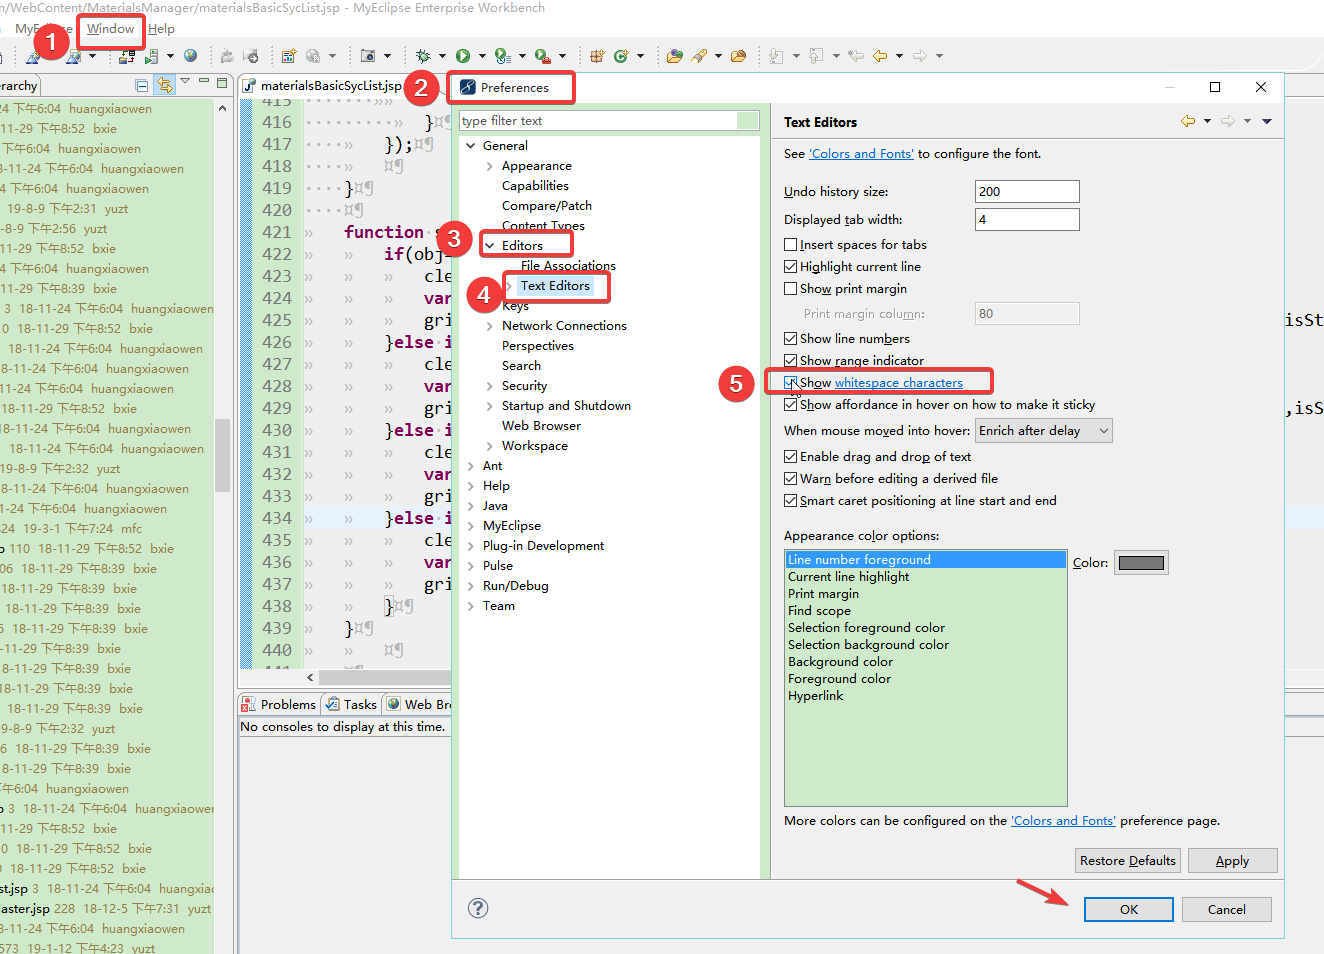 n/WebContent/MaterialsManager/materialsBasicSycList.jsp - MyEclipse Enterprise Workbench
MyEclipse
Window
Help
1
erarchy
materialsBasicSycList.jsp
2
Preferences
24 下午6:04 huangxiaowen
-11-29 下午8:52 bxie
下午6:04 huangxiaowen
8-11-24 下午6:04 huangxiaowen
4 下午6:04 huangxiaowen
19-8-9 下午2:31 yuzt
-8-9 下午2:56 yuzt
-11-29 下午8:52 bxie
4 下午6:04 huangxiaowen
-11-29 下午8:39 bxie
3 18-11-24 下午6:04 huangxiaowen
0 18-11-29 下午8:52 bxie
18-11-24 下午6:04 huangxiaowen
8-11-24 下午6:04 huangxiaowen
-11-24 下午6:04 huangxiaowen
18-11-29 下午8:52 bxie
8-11-24 下午6:04 huangxiaowen
18-11-24 下午6:04 huangxiaowen
19-8-9 下午2:32 yuzt
8-11-24 下午6:04 huangxiaowen
1-24 下午6:04 huangxiaowen
824 19-3-1 下午7:24 mfc
p 110 18-11-29 下午8:52 bxie
06 18-11-29 下午8:39 bxie
18-11-29 下午8:39 bxie
18-11-29 下午8:39 bxie
6 18-11-29 下午8:39 bxie
-11-29 下午8:39 bxie
8-11-29 下午8:39 bxie
18-11-29 下午8:39 bxie
18-11-29 下午8:39 bxie
9-8-9 下午2:32 yuzt
6 18-11-29 下午8:39 bxie
8-11-29 下午8:39 bxie
下午6:04 huangxiaowen
p 3 18-11-24 下午6:04 huangxiaower
-11-29 下午8:52 bxie
0 18-11-29 下午8:52 bxie
18-11-29 下午8:52 bxie
st.jsp 3 18-11-24 下午6:04 huangxiao
laster.jsp 228 18-12-5 下午7:31 yuzt
8-11-24 下午6:04 huangxiaowen
573 19-1-12 下午4:23 yuzt
415 ·······»»
416 ········· » }¤¶
417 ···· » });¤¶
418 » ¤¶
419 ····}¤¶
420 ····¤¶
421 » function· s
422 » » if(obj
423 » » » cle
424 » » » var
425 » » » gri
426 » » }else·i
427 » » » cle
428 » » » var
429 » » » gri
430 » » }else·i
431 » » » cle
432 » » » var
433 » » » gri
434 » » }else·i
435 » » » cle
436 » » » var
437 » » » gri
438 » » }¤¶
439 » }¤¶
440 » » ¤¶
isSt
,isS
Problems
Tasks
Web Bro
No consoles to display at this time.
type filter text
General
Appearance
Capabilities
Compare/Patch
Content Types
3
Editors
File Associations
4
Text Editors
Keys
Network Connections
Perspectives
Search
Security
Startup and Shutdown
Web Browser
Workspace
Ant
Help
Java
MyEclipse
Plug-in Development
Pulse
Run/Debug
Team
?
Text Editors
See 'Colors and Fonts' to configure the font.
Undo history size: 200
Displayed tab width: 4
Insert spaces for tabs
Highlight current line
Show print margin
Print margin column: 80
Show line numbers
Show range indicator
5
Show whitespace characters
Show affordance in hover on how to make it sticky
When mouse moved into hover: Enrich after delay
Enable drag and drop of text
Warn before editing a derived file
Smart caret positioning at line start and end
Appearance color options:
Line number foreground
Color:
Current line highlight
Print margin
Find scope
Selection foreground color
Selection background color
Background color
Foreground color
Hyperlink
More colors can be configured on the 'Colors and Fonts' preference page.
Restore Defaults
Apply
OK
Cancel